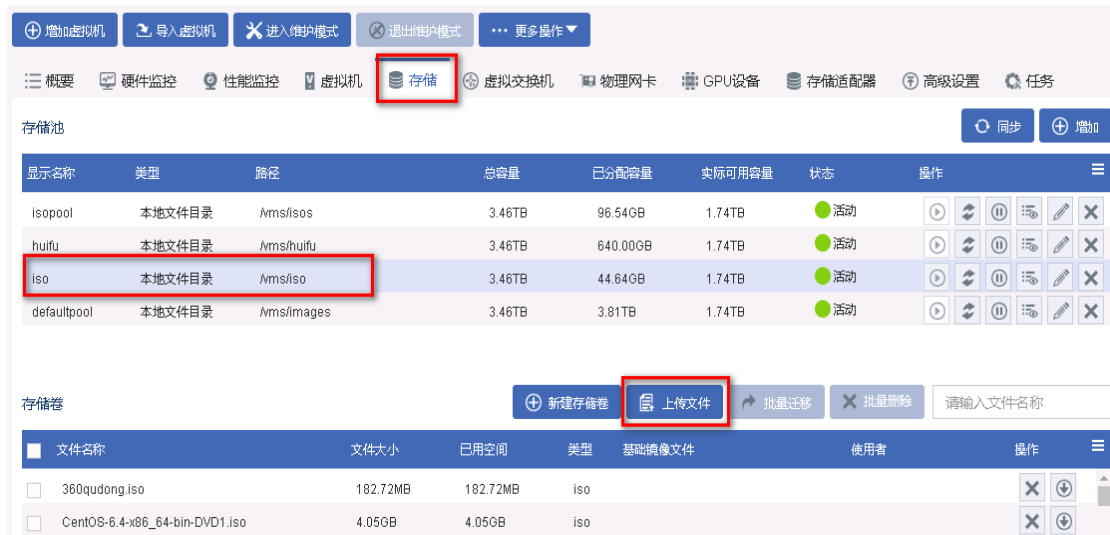 增加虚拟机 导入虚拟机 进入维护模式 退出维护模式 ··· 更多操作▼
概要 硬件监控 性能监控 虚拟机 存储 虚拟交换机 物理网卡 GPU设备 存储适配器 高级设置 任务
存储池 同步 增加
显示名称 类型 路径 总容量 已分配容量 实际可用容量 状态 操作
isopool 本地文件目录 /vms/isos 3.46TB 96.54GB 1.74TB 活动
huifu 本地文件目录 /vms/huifu 3.46TB 640.00GB 1.74TB 活动
iso 本地文件目录 /vms/iso 3.46TB 44.64GB 1.74TB 活动
defaultpool 本地文件目录 /vms/images 3.46TB 3.81TB 1.74TB 活动
存储卷 新建存储卷 上传文件 批量迁移 批量删除 请输入文件名称
文件名称 文件大小 已用空间 类型 基础镜像文件 使用者 操作
360qudong.iso 182.72MB 182.72MB iso
CentOS-6.4-x86_64-bin-DVD1.iso 4.05GB 4.05GB iso